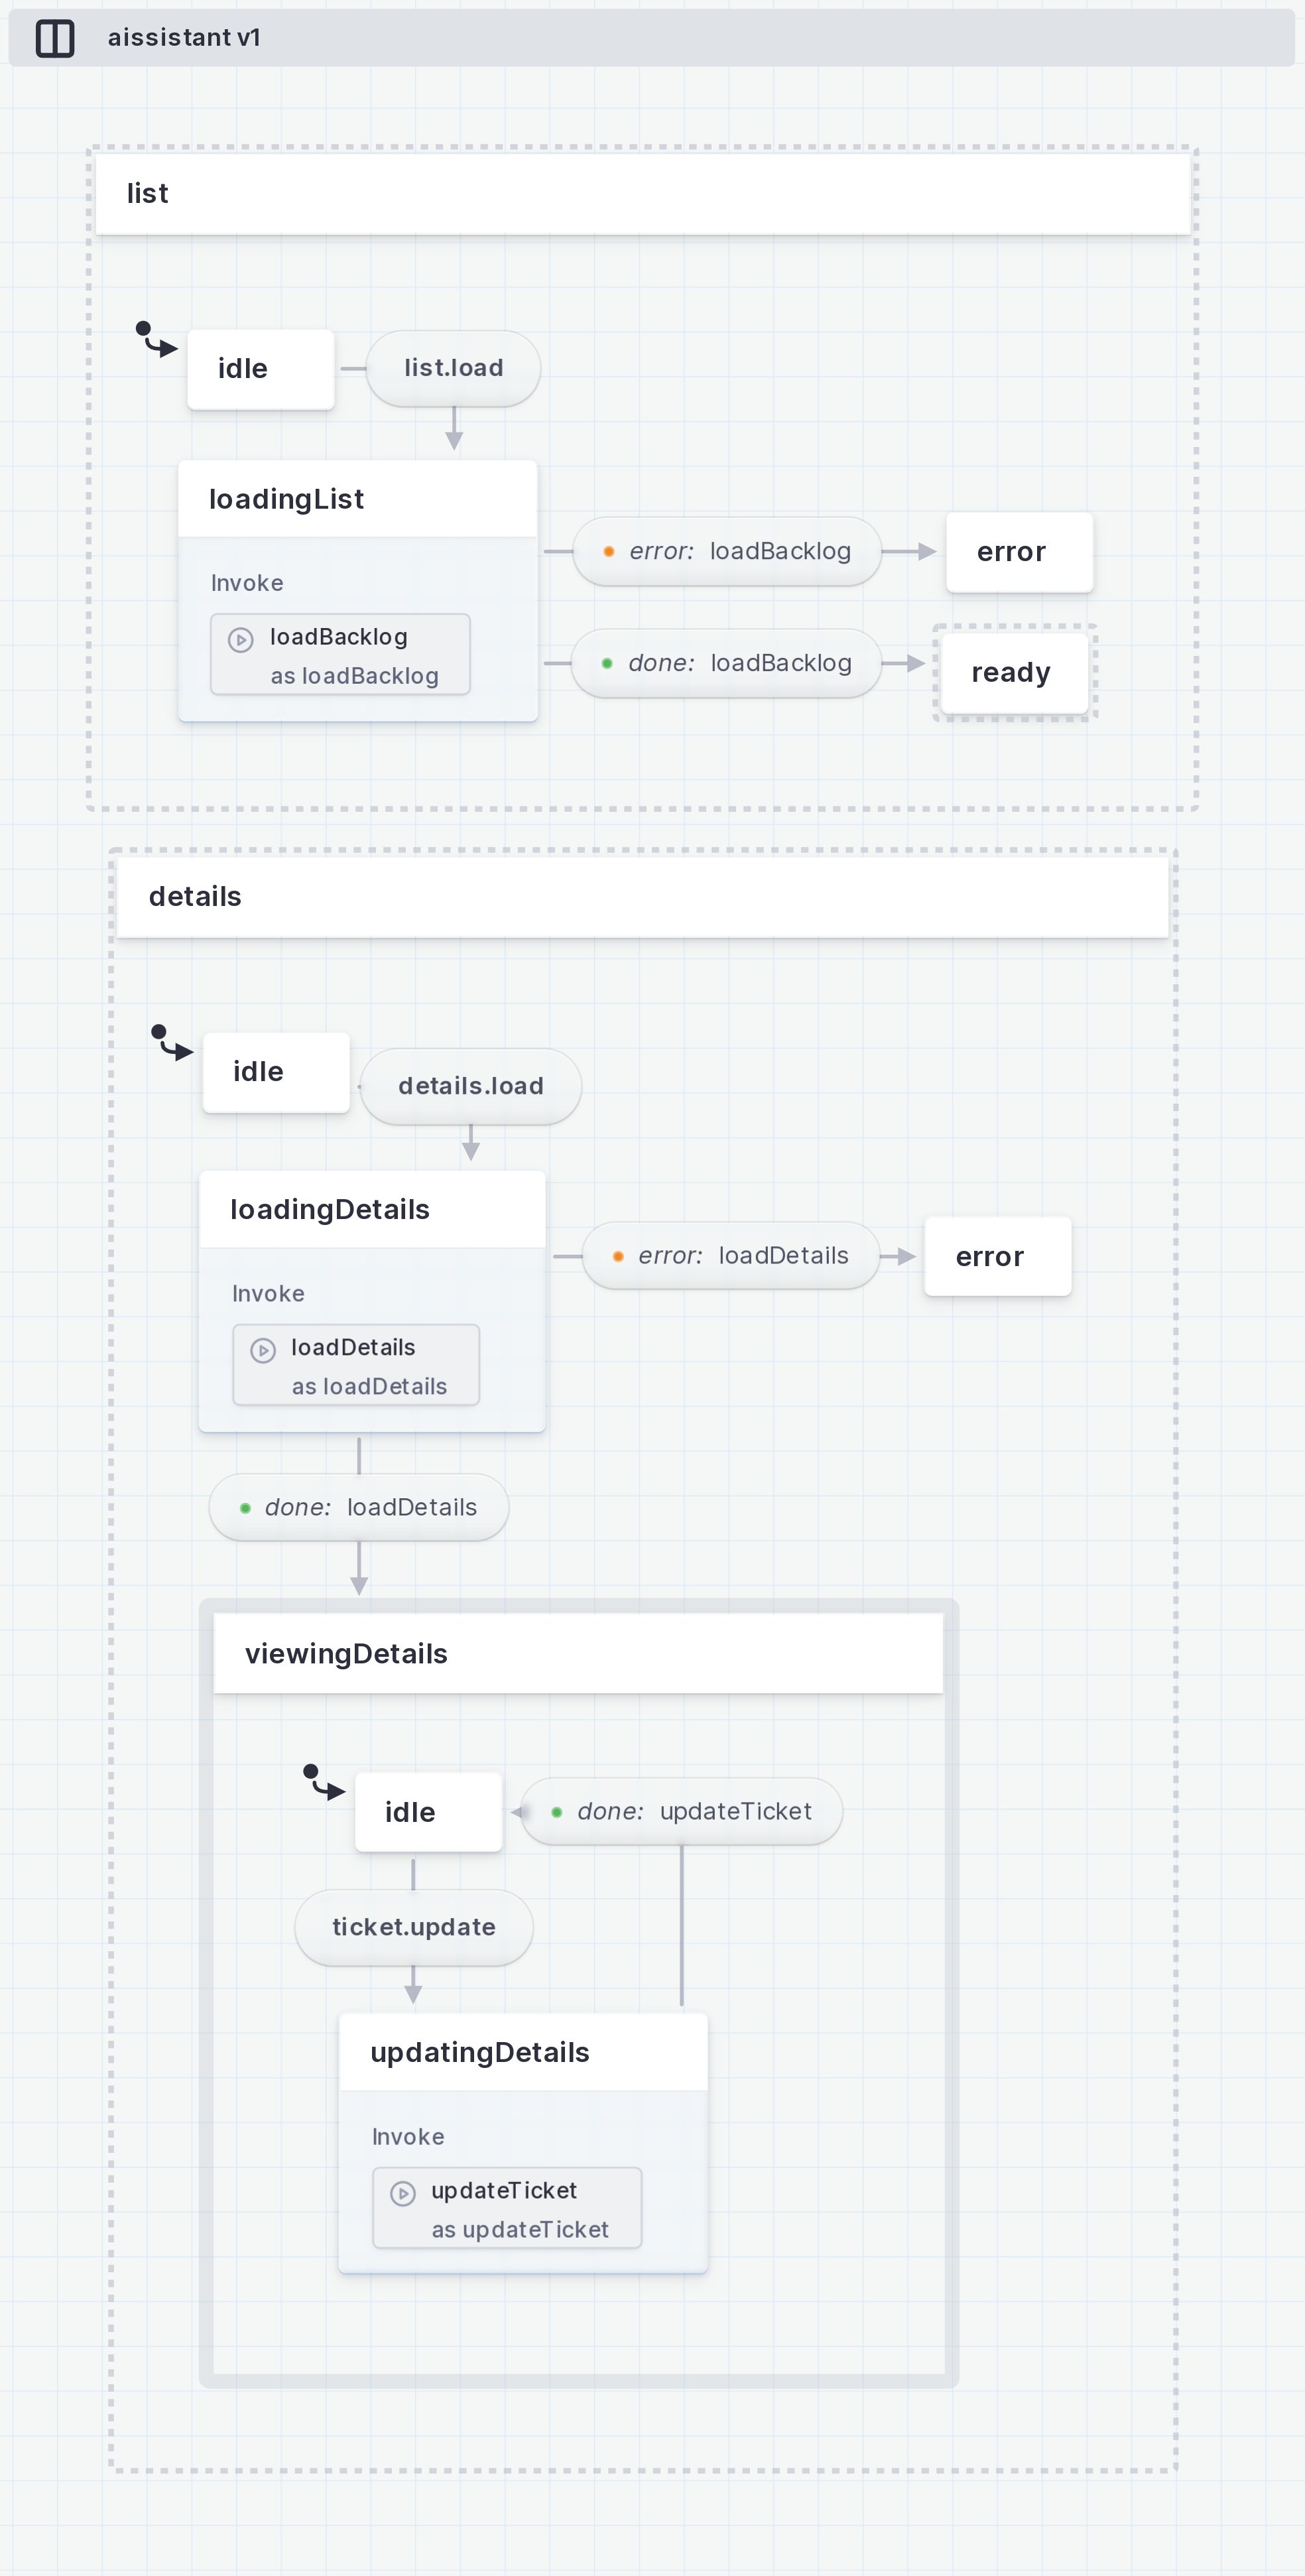 aissistant v1
list
idle
list.load
loadingList
error: loadBacklog
error
Invoke
loadBacklog
as loadBacklog
done: loadBacklog
ready
details
idle
details.load
loadingDetails
error: loadDetails
error
Invoke
loadDetails
as loadDetails
done: loadDetails
viewingDetails
idle
done: updateTicket
ticket.update
updatingDetails
Invoke
updateTicket
as updateTicket